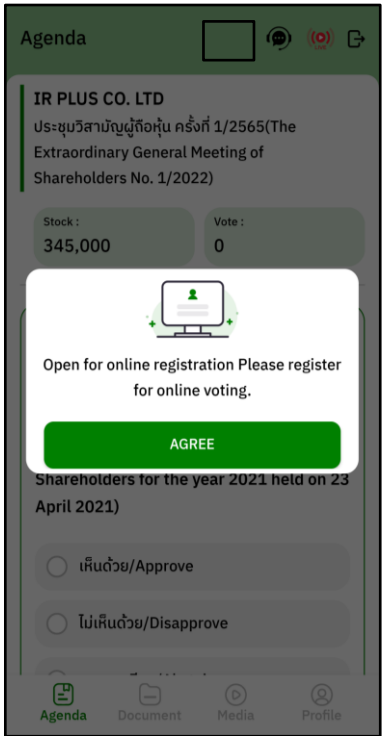 Agenda
LIVE
IR PLUS CO. LTD
ประชุมวิสามัญผู้ถือหุ้น ครั้งที่ 1/2565(The
Extraordinary General Meeting of
Shareholders No. 1/2022)
Stock :
Vote :
345,000
0
Open for online registration Please register
for online voting.
AGREE
Shareholders for the year 2021 held on 23
April 2021)
เห็นด้วย/Approve
ไม่เห็นด้วย/Disapprove
Agenda
Document
Media
Profile